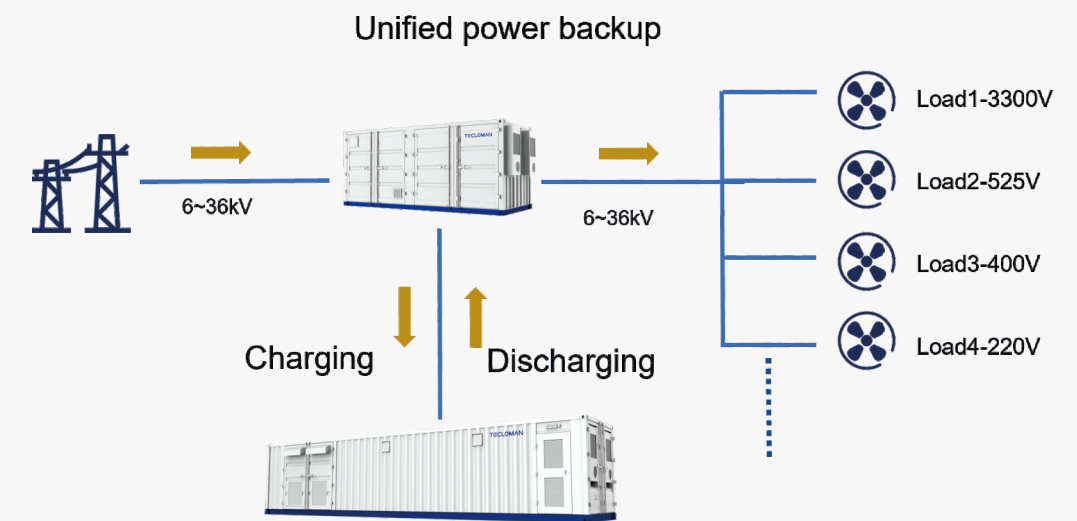 Unified power backup
TECLOMAN
Load1-3300V
6~36kV
6~36kV
Load2-525V
Load3-400V
Charging
Discharging
Load4-220V
TECLOMAN